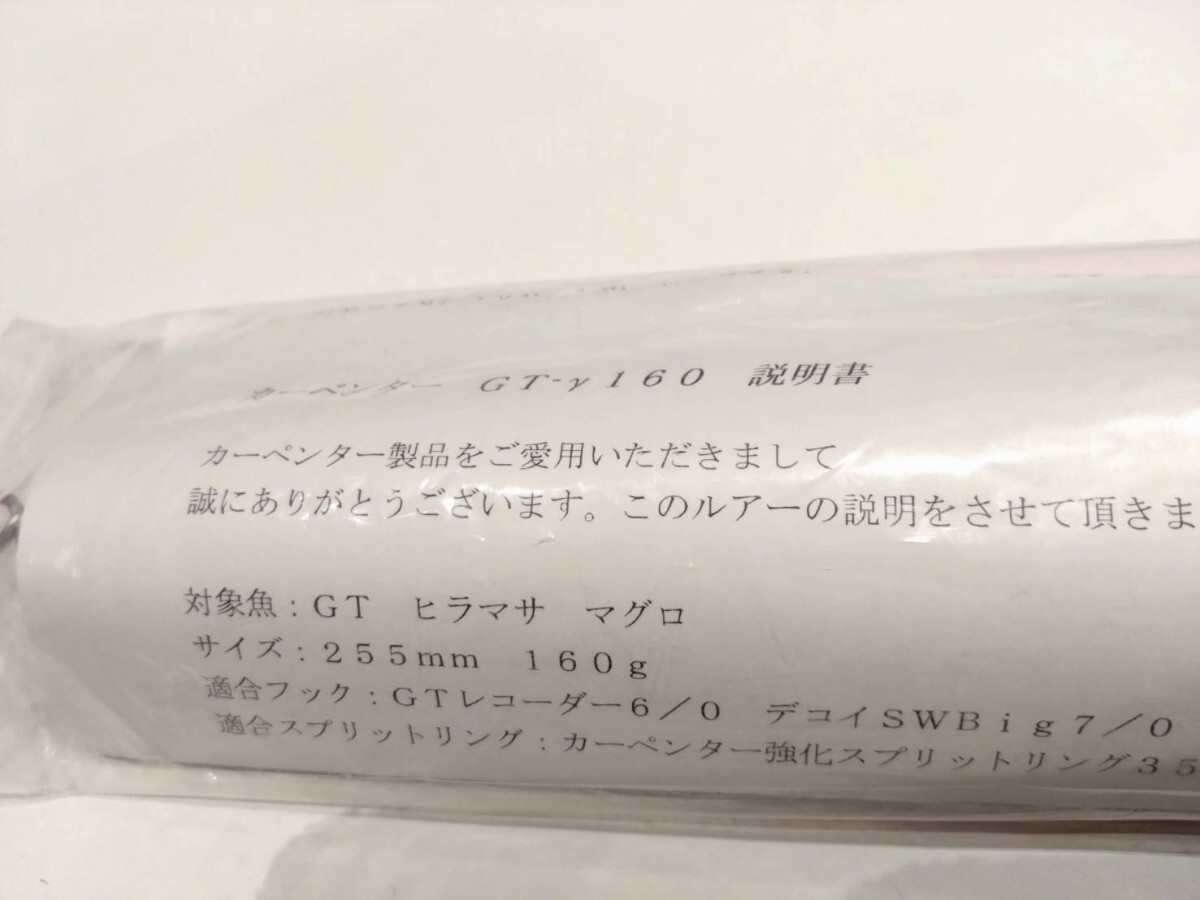 カーペンター　GT-γ160　説明書
カーペンター製品をご愛用いただきまして
誠にありがとうございます。このルアーの説明をさせて頂きま
対象魚：GT　ヒラマサ　マグロ
サイズ：255mm　160g
適合フック：GTレコーダー6／0　デコイSWBig7／0
適合スプリットリング：カーペンター強化スプリットリング35